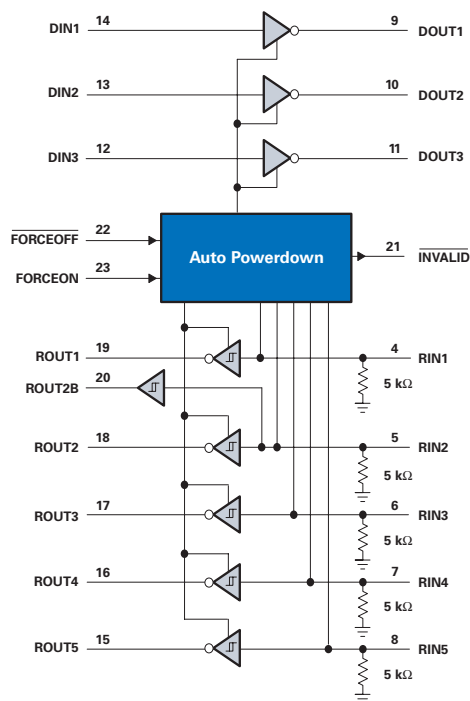 DIN1 14 9 DOUT1
DIN2 13 10 DOUT2
DIN3 12 11 DOUT3
FORCEOFF 22
Auto Powerdown
21 INVALID
FORCEON 23
ROUT1 19 4 RIN1
5 kΩ
ROUT2B 20
ROUT2 18 5 RIN2
5 kΩ
ROUT3 17 6 RIN3
5 kΩ
ROUT4 16 7 RIN4
5 kΩ
ROUT5 15 8 RIN5
5 kΩ